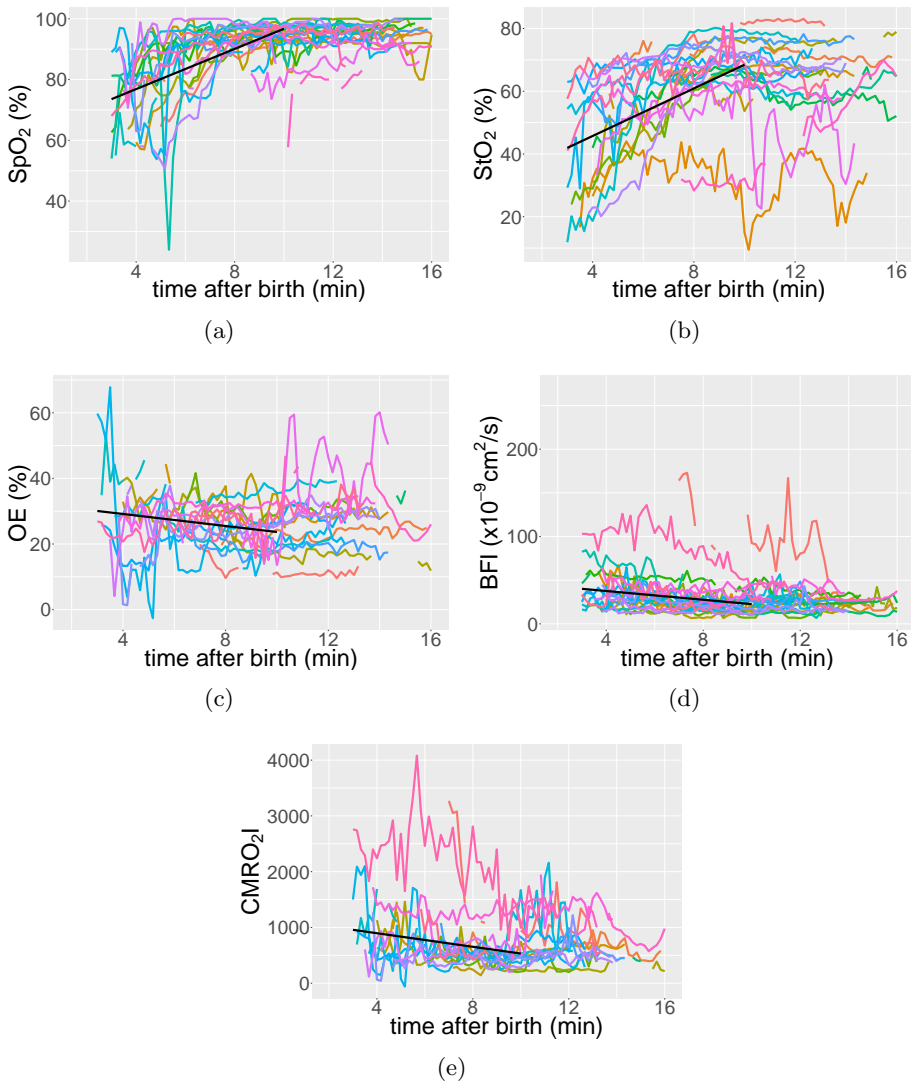 100
80
60
40
SpO₂ (%)
4
8
12
16
time after birth (min)
(a)
80
60
40
20
StO₂ (%)
4
8
12
16
time after birth (min)
(b)
60
40
20
0
OE (%)
4
8
12
16
time after birth (min)
(c)
200
100
0
BFI (x10⁻⁹ cm²/s)
4
8
12
16
time after birth (min)
(d)
4000
3000
2000
1000
0
CMRO₂I
4
8
12
16
time after birth (min)
(e)